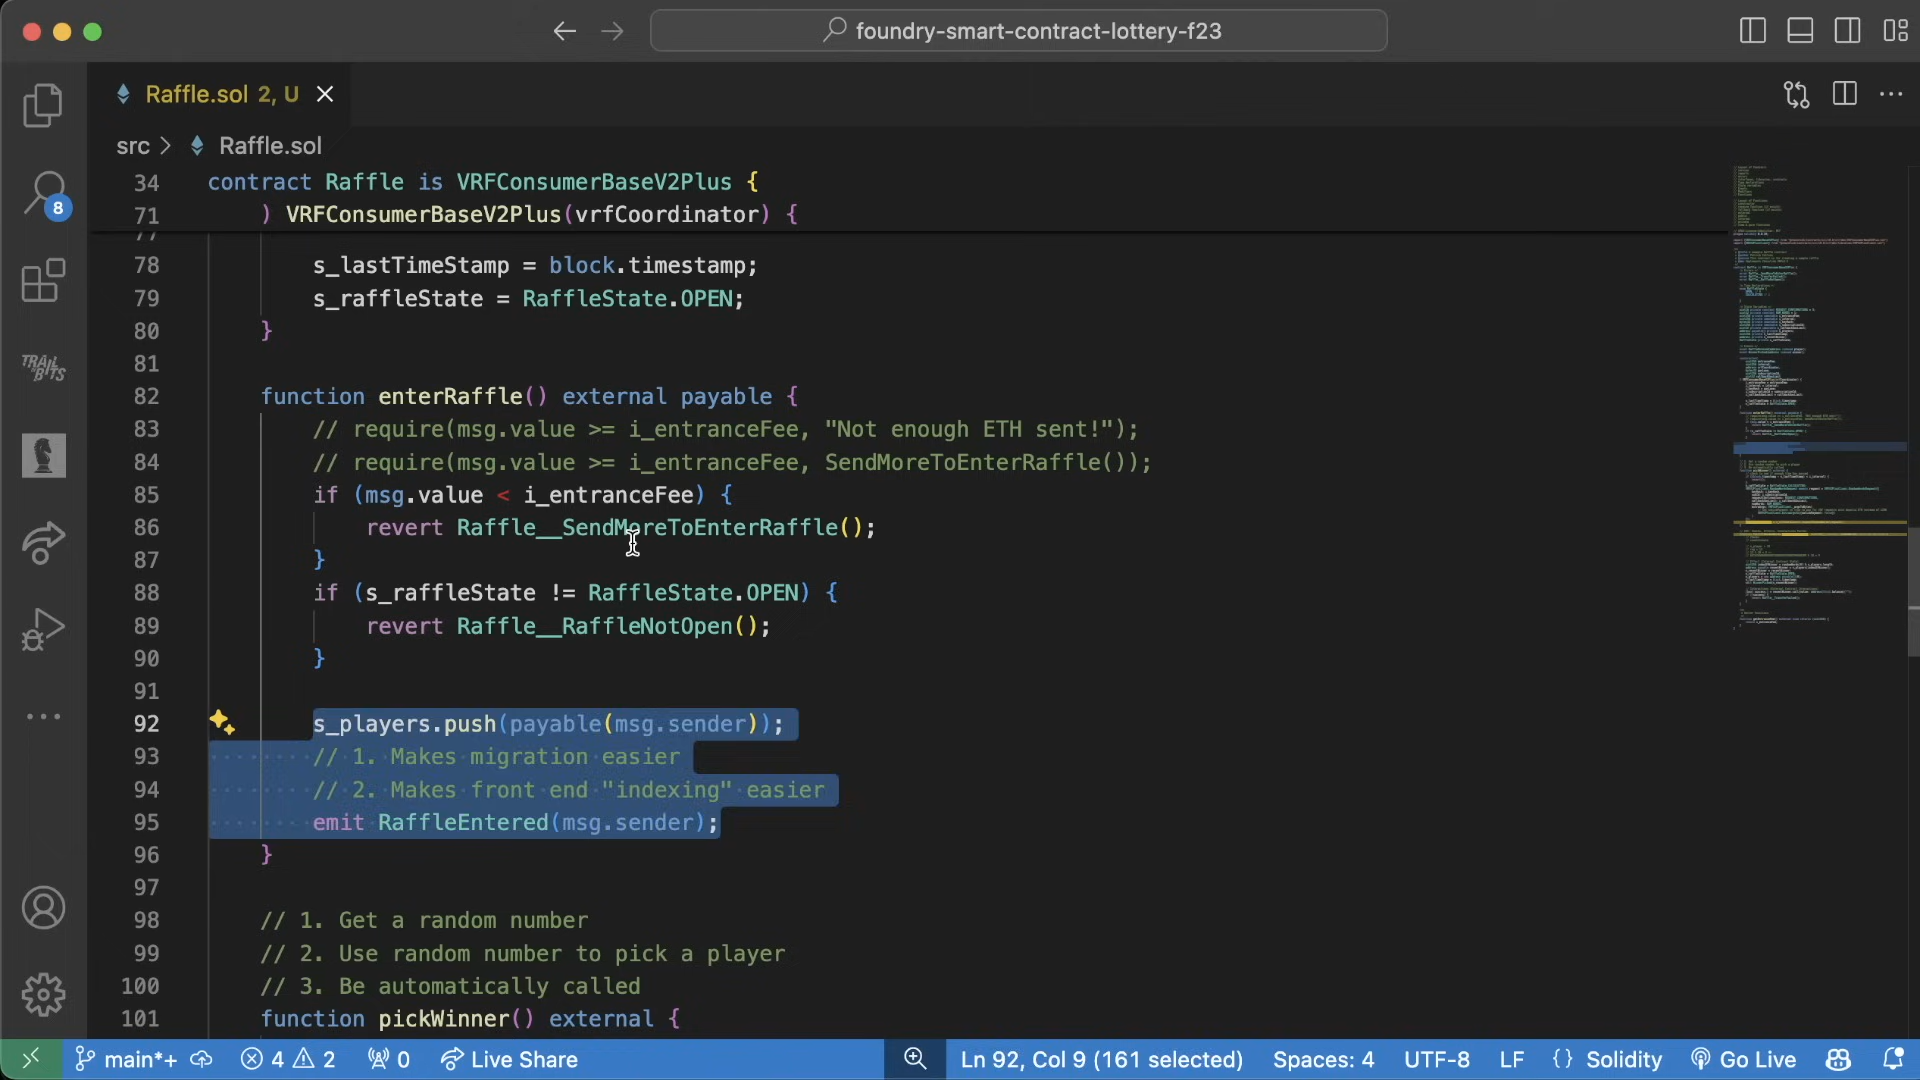 foundry-smart-contract-lottery-f23
Raffle.sol 2, U
src > Raffle.sol
8
TRAIL OF BITS
34 contract Raffle is VRFConsumerBaseV2Plus {
71 ) VRFConsumerBaseV2Plus(vrfCoordinator) {
77
78 s_lastTimeStamp = block.timestamp;
79 s_raffleState = RaffleState.OPEN;
80 }
81
82 function enterRaffle() external payable {
83 // require(msg.value >= i_entranceFee, "Not enough ETH sent!");
84 // require(msg.value >= i_entranceFee, SendMoreToEnterRaffle());
85 if (msg.value < i_entranceFee) {
86 revert Raffle__SendMoreToEnterRaffle();
87 }
88 if (s_raffleState != RaffleState.OPEN) {
89 revert Raffle__RaffleNotOpen();
90 }
91
92 s_players.push(payable(msg.sender));
93 // 1. Makes migration easier
94 // 2. Makes front end "indexing" easier
95 emit RaffleEntered(msg.sender);
96 }
97
98 // 1. Get a random number
99 // 2. Use random number to pick a player
100 // 3. Be automatically called
101 function pickWinner() external {
main*+ 4 2 0 Live Share Ln 92, Col 9 (161 selected) Spaces: 4 UTF-8 LF {} Solidity Go Live